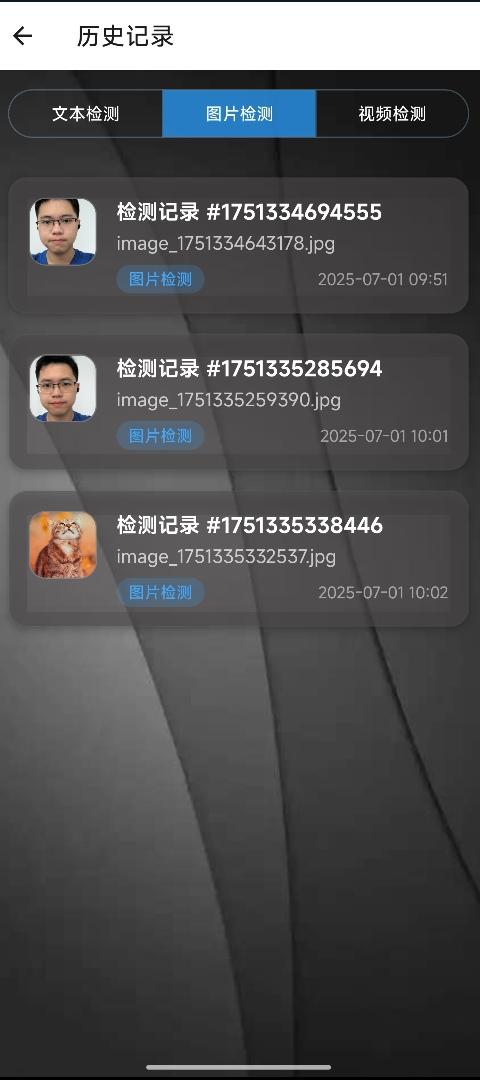 历史记录
文本检测 图片检测 视频检测
检测记录 #1751334694555
image_1751334643178.jpg
图片检测 2025-07-01 09:51
检测记录 #1751335285694
image_1751335259390.jpg
图片检测 2025-07-01 10:01
检测记录 #1751335338446
image_1751335332537.jpg
图片检测 2025-07-01 10:02